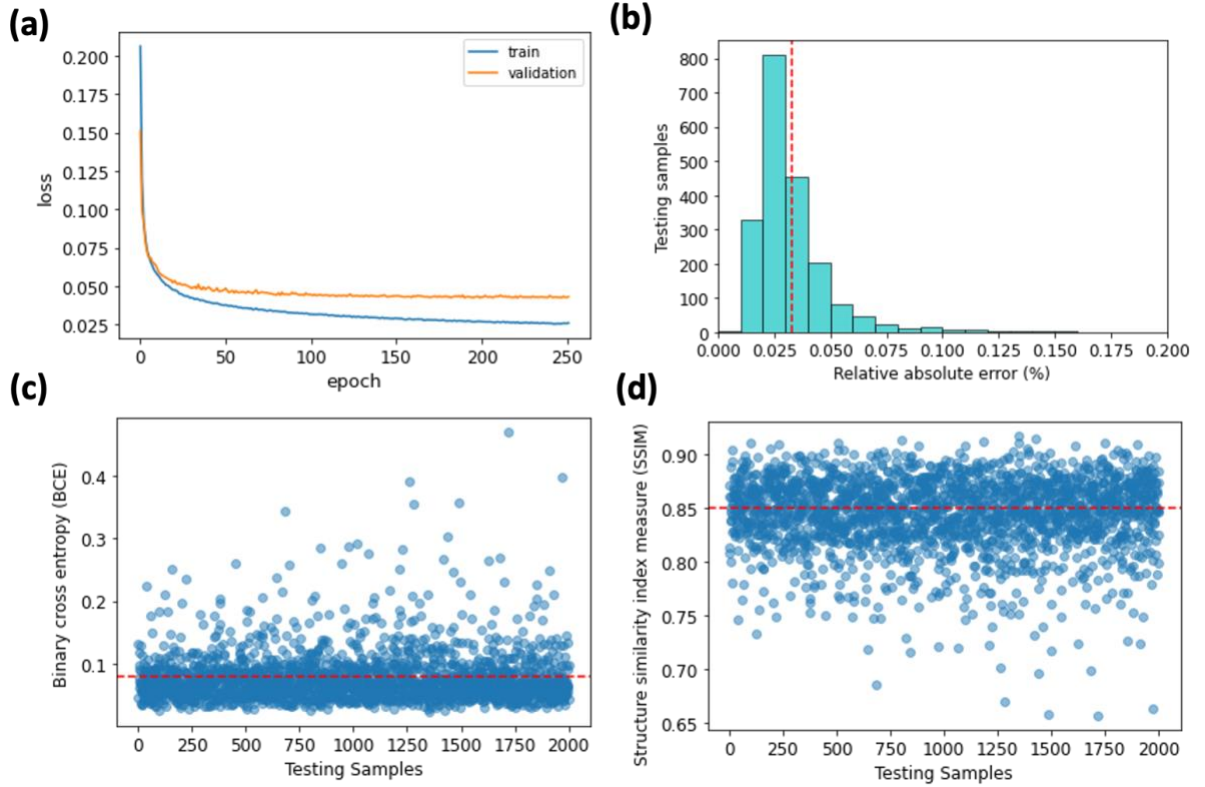 (a)
0.200
0.175
0.150
0.125
0.100
0.075
0.050
0.025
loss
train
validation
0 50 100 150 200 250
epoch
(b)
800
700
600
500
400
300
200
100
0
Testing samples
0.000 0.025 0.050 0.075 0.100 0.125 0.150 0.175 0.200
Relative absolute error (%)
(c)
0.4
0.3
0.2
0.1
Binary cross entropy (BCE)
0 250 500 750 1000 1250 1500 1750 2000
Testing Samples
(d)
0.90
0.85
0.80
0.75
0.70
0.65
Structure similarity index measure (SSIM)
0 250 500 750 1000 1250 1500 1750 2000
Testing Samples